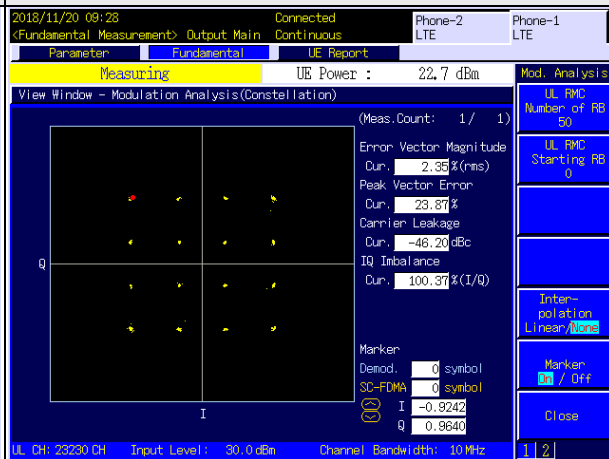 2018/11/20 09:28 Connected Phone-2 Phone-1
<Fundamental Measurement> Output Main Continuous LTE LTE
Parameter Fundamental UE Report
Measuring UE Power : 22.7 dBm Mod. Analysis
View Window - Modulation Analysis(Constellation)
UL RMC
Number of RB
50
(Meas.Count: 1/ 1)
Error Vector Magnitude
Cur. 2.35 %(rms)
UL RMC
Starting RB
0
Peak Vector Error
Cur. 23.87 %
Carrier Leakage
Cur. -46.20 dBc
IQ Imbalance
Cur. 100.37 %(I/Q)
Q
I
Inter-
polation
Linear/None
Marker
Demod. 0 symbol
SC-FDMA 0 symbol
I -0.9242
Q 0.9640
Marker
On / Off
Close
UL CH: 23230 CH Input Level: 30.0 dBm Channel Bandwidth: 10 MHz 1 2